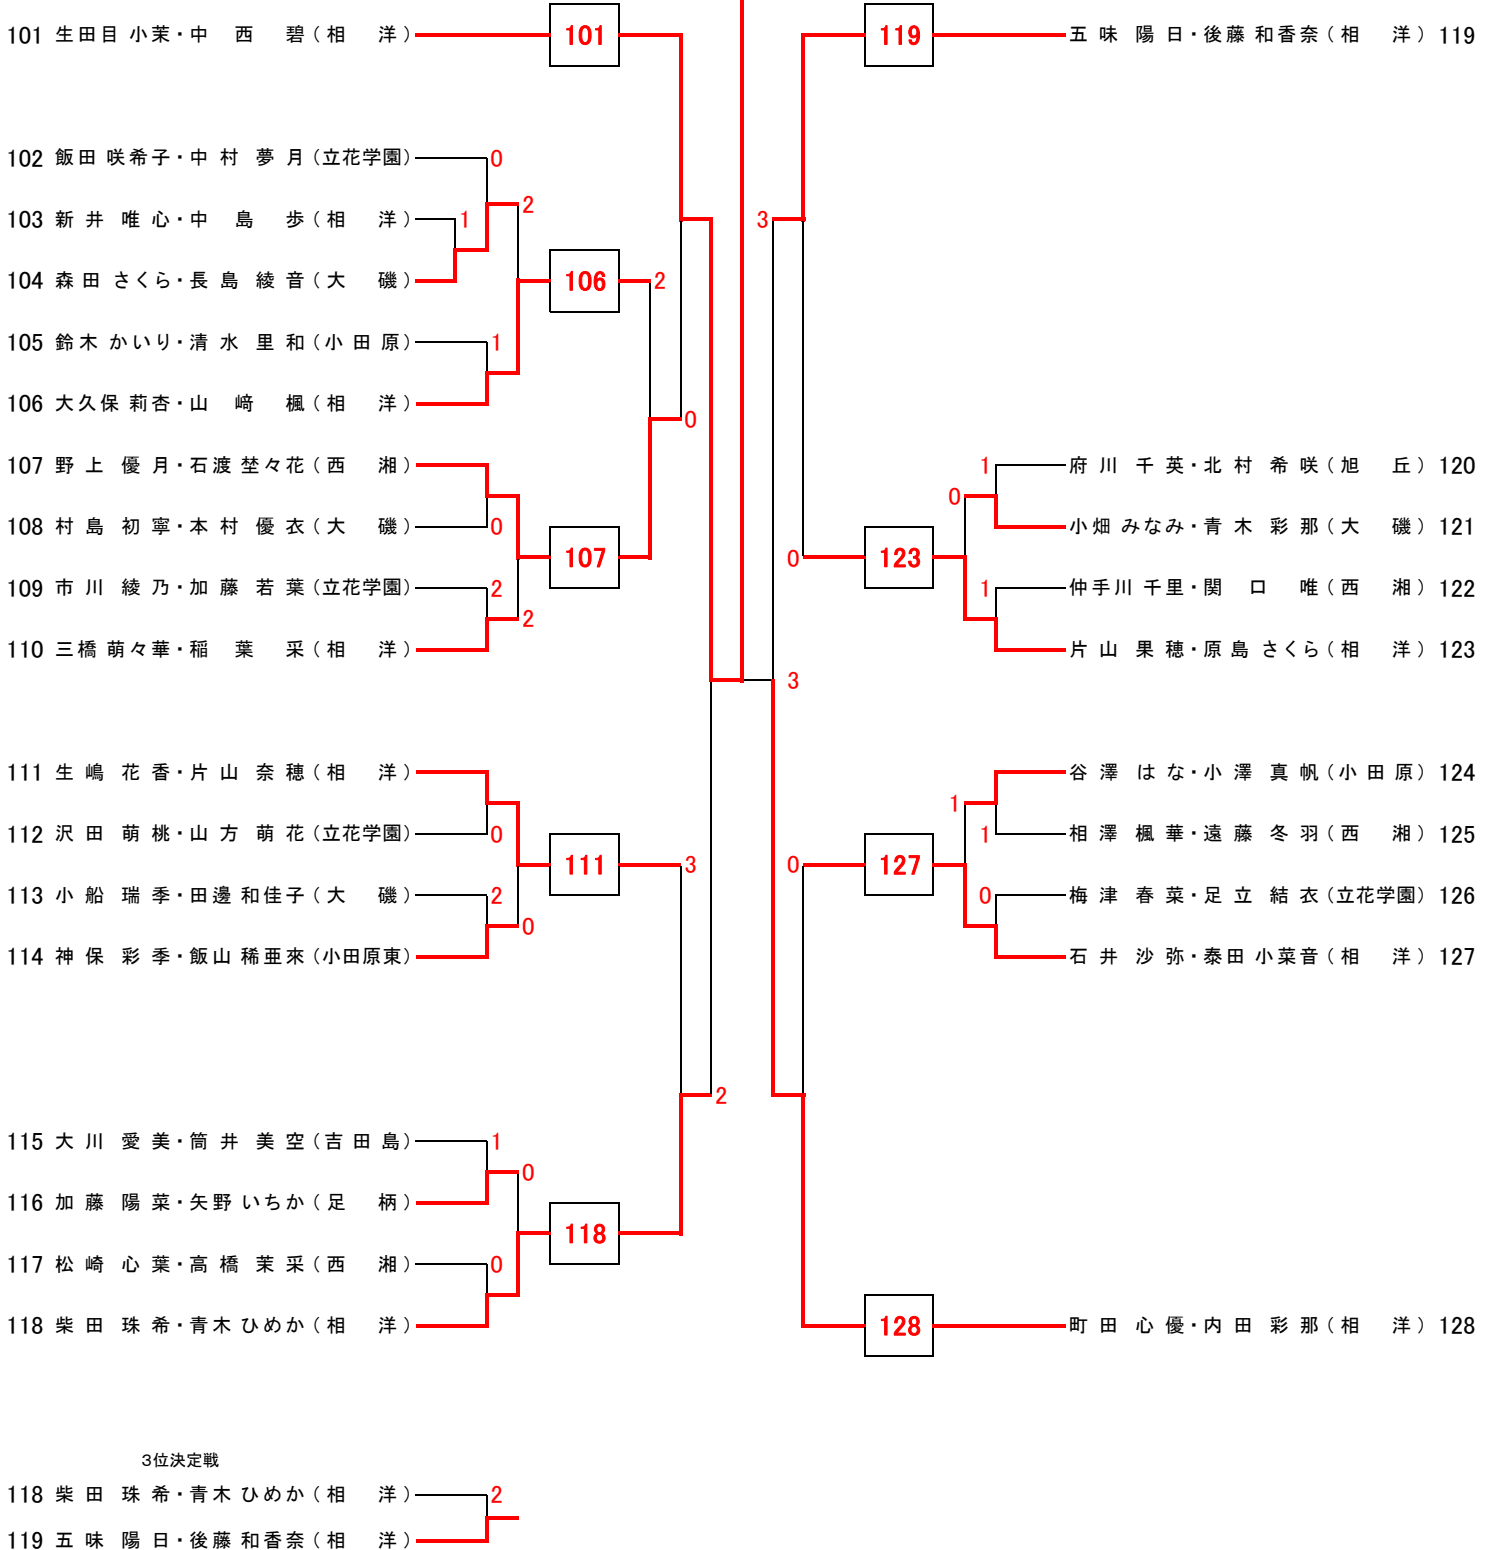 101 生田目 小茉・中 西 碧（相 洋） 101
119 五 味 陽 日・後藤 和香奈（相 洋） 119
102 飯田 咲希子・中 村 夢 月（立花学園） 0
2
103 新 井 唯 心・中 島 歩（相 洋） 1
3
104 森田 さくら・長 島 綾 音（大 磯） 106 2
105 鈴木 かいり・清 水 里 和（小 田 原） 1
106 大久保 莉杏・山 﨑 楓（相 洋）
0
107 野 上 優 月・石渡 埜々花（西 湘）
1 府 川 千 英・北 村 希 咲（旭 丘） 120
0
108 村 島 初 寧・本 村 優 衣（大 磯） 0
小畑 みなみ・青 木 彩 那（大 磯） 121
107
0 123
109 市 川 綾 乃・加 藤 若 葉（立花学園） 2
1 仲手川 千里・関 口 唯（西 湘） 122
2
110 三橋 萌々華・稲 葉 采（相 洋）
片 山 果 穂・原島 さくら（相 洋） 123
3
111 生 嶋 花 香・片 山 奈 穂（相 洋）
谷 澤 は な・小 澤 真 帆（小 田 原） 124
1
112 沢 田 萌 桃・山 方 萌 花（立花学園） 0
1 相 澤 楓 華・遠 藤 冬 羽（西 湘） 125
111 3
0 127
113 小 船 瑞 季・田邊 和佳子（大 磯） 2
0 梅 津 春 菜・足 立 結 衣（立花学園） 126
0
114 神 保 彩 季・飯山 稀亜來（小田原東）
石 井 沙 弥・泰田 小菜音（相 洋） 127
2
115 大 川 愛 美・筒 井 美 空（吉 田 島） 1
0
116 加 藤 陽 菜・矢野 いちか（足 柄）
118
117 松 崎 心 葉・高 橋 茉 采（西 湘） 0
118 柴 田 珠 希・青木 ひめか（相 洋）
128 町 田 心 優・内 田 彩 那（相 洋） 128
3位決定戦
118 柴 田 珠 希・青木 ひめか（相 洋） 2
119 五 味 陽 日・後藤 和香奈（相 洋）